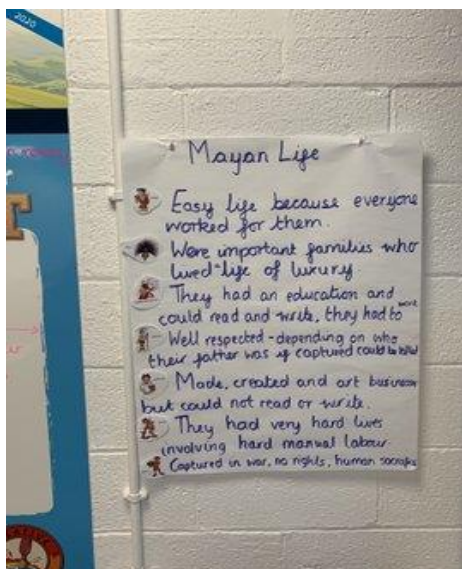 2020
Mayan Life
Easy life because everyone
worked for them.
Were important families who
lived life of luxury
They had an education and
could read and write, they had to work
Well respected - depending on who
their father was if captured could be killed
Made, created and art business
but could not read or write.
They had very hard lives
involving hard manual labour.
Captured in war, no rights, human